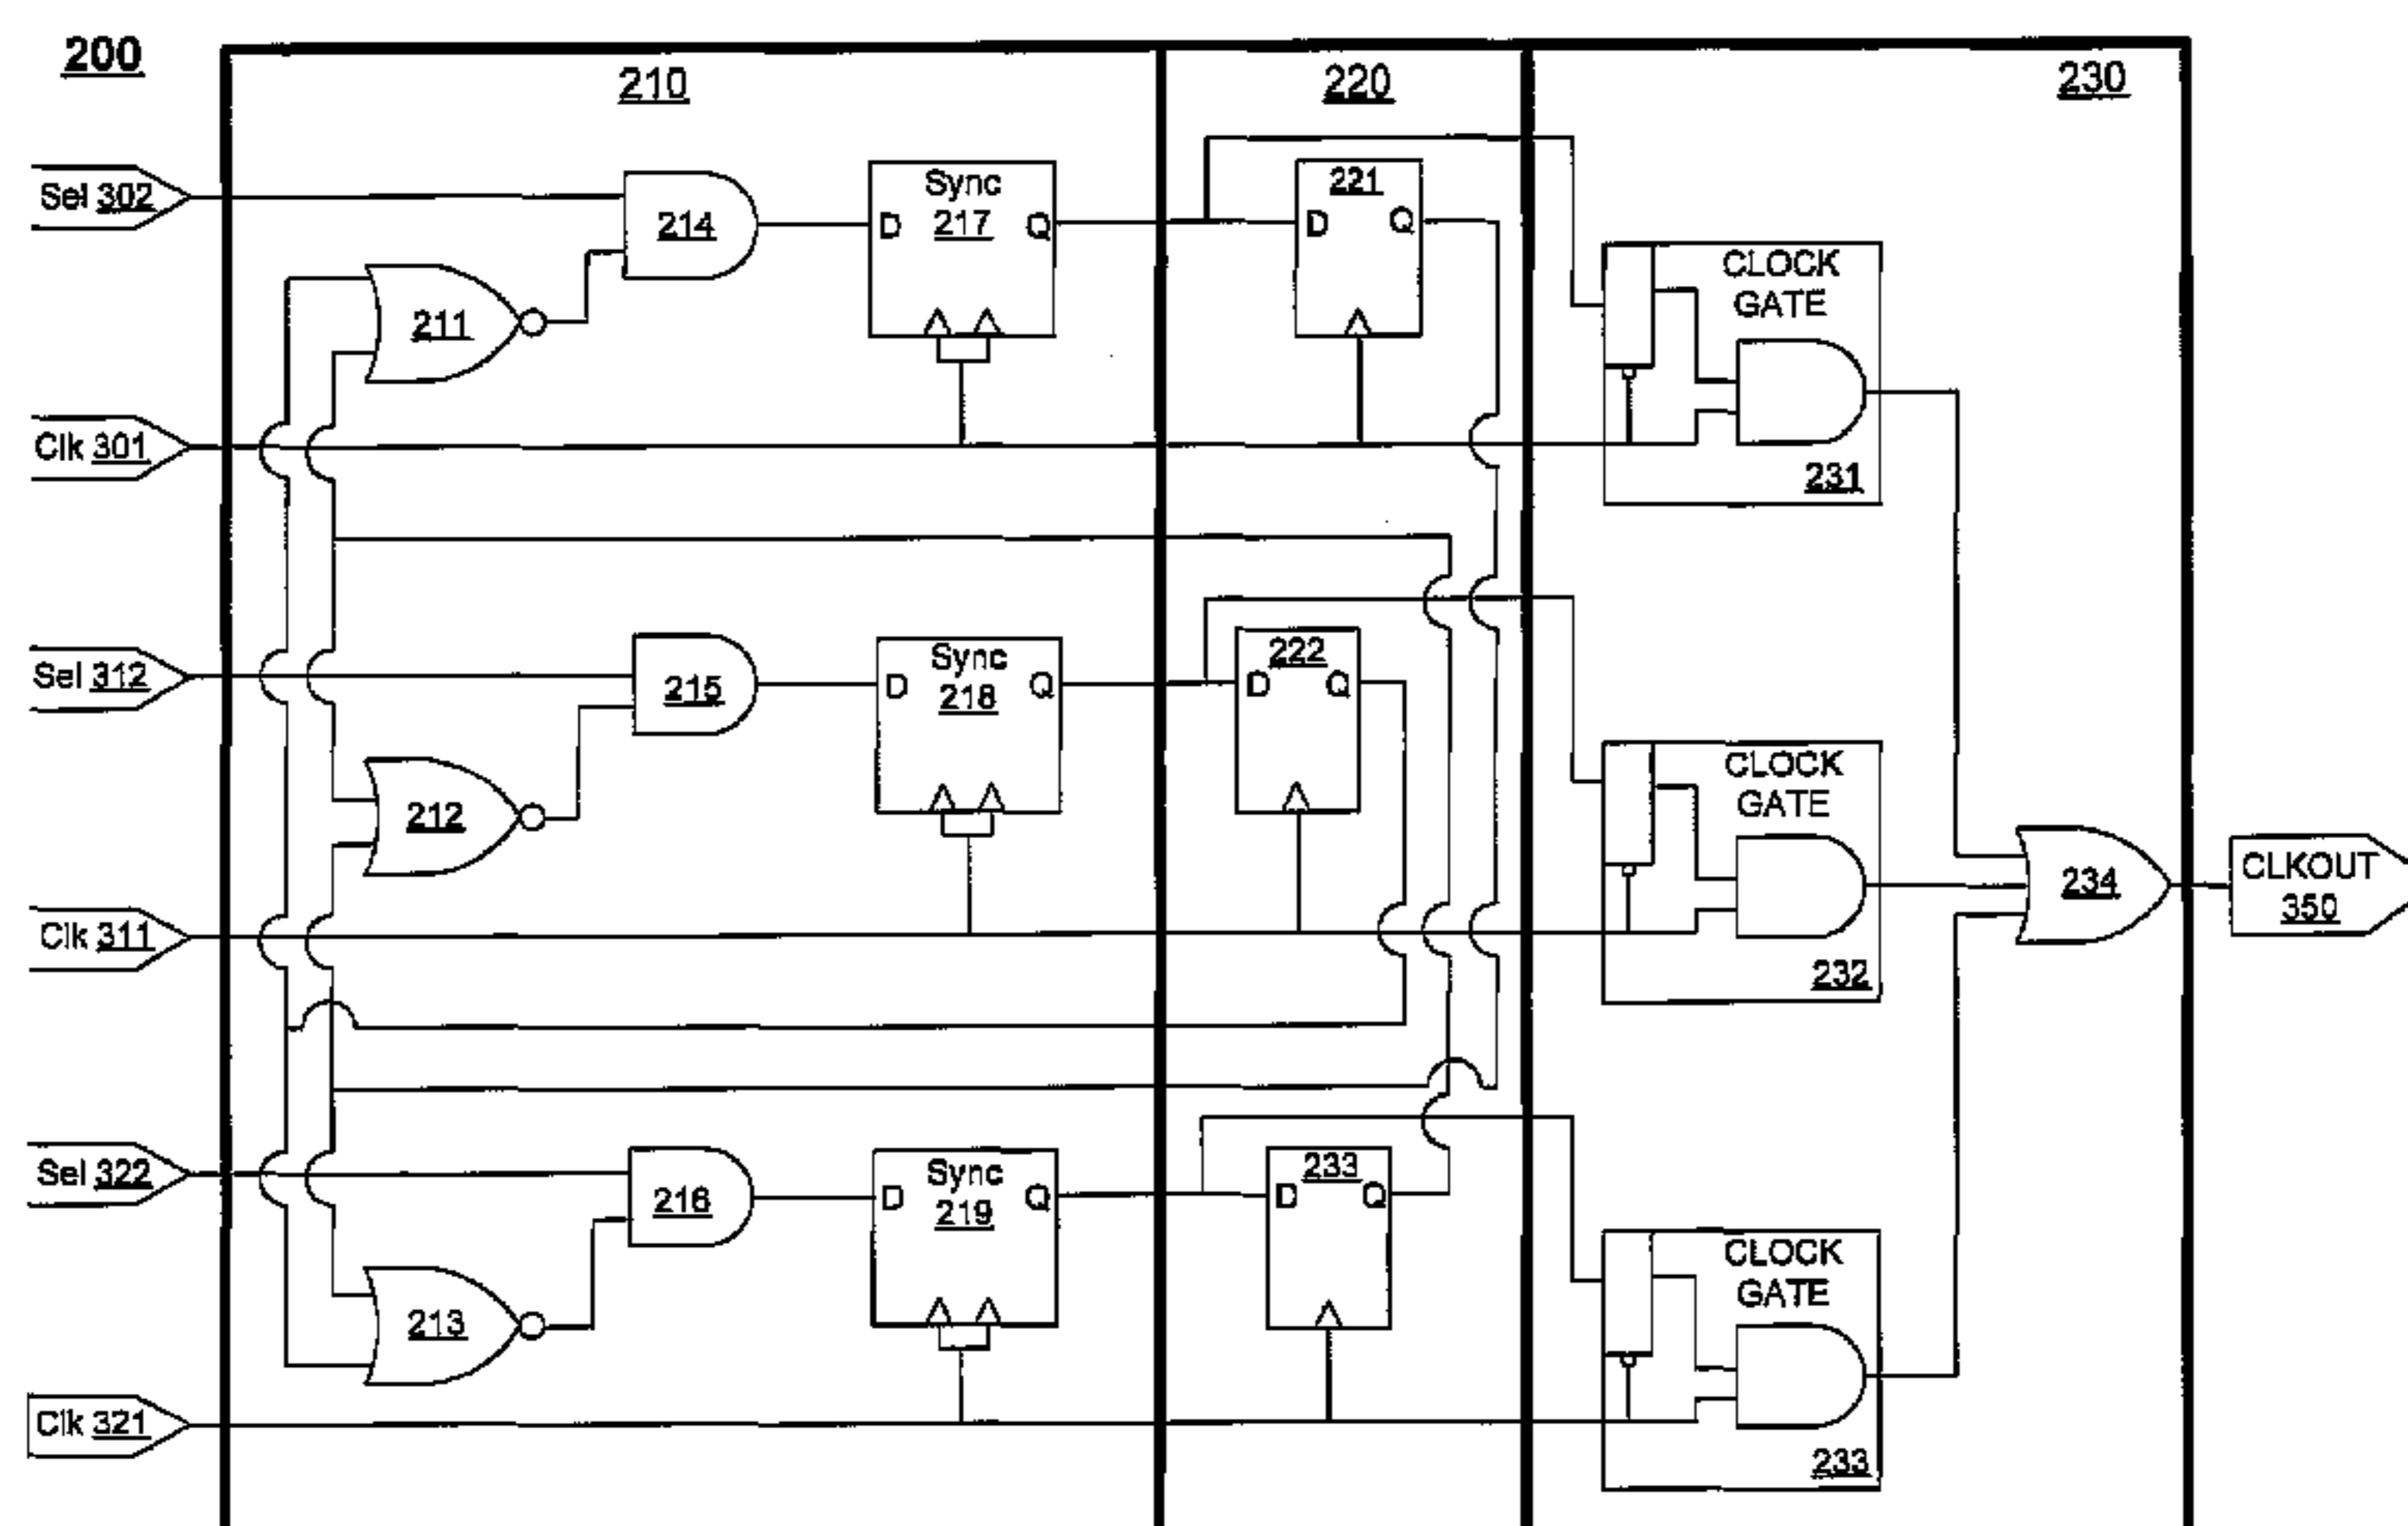 200
210
220
230
Sel 302
214
D
Sync
217
Q
221
D
Q
CLOCK
GATE
211
Clk 301
231
Sel 312
215
D
Sync
218
Q
222
D
Q
CLOCK
GATE
212
234
CLKOUT
350
Clk 311
232
Sel 322
216
D
Sync
219
Q
233
D
Q
CLOCK
GATE
213
Clk 321
233